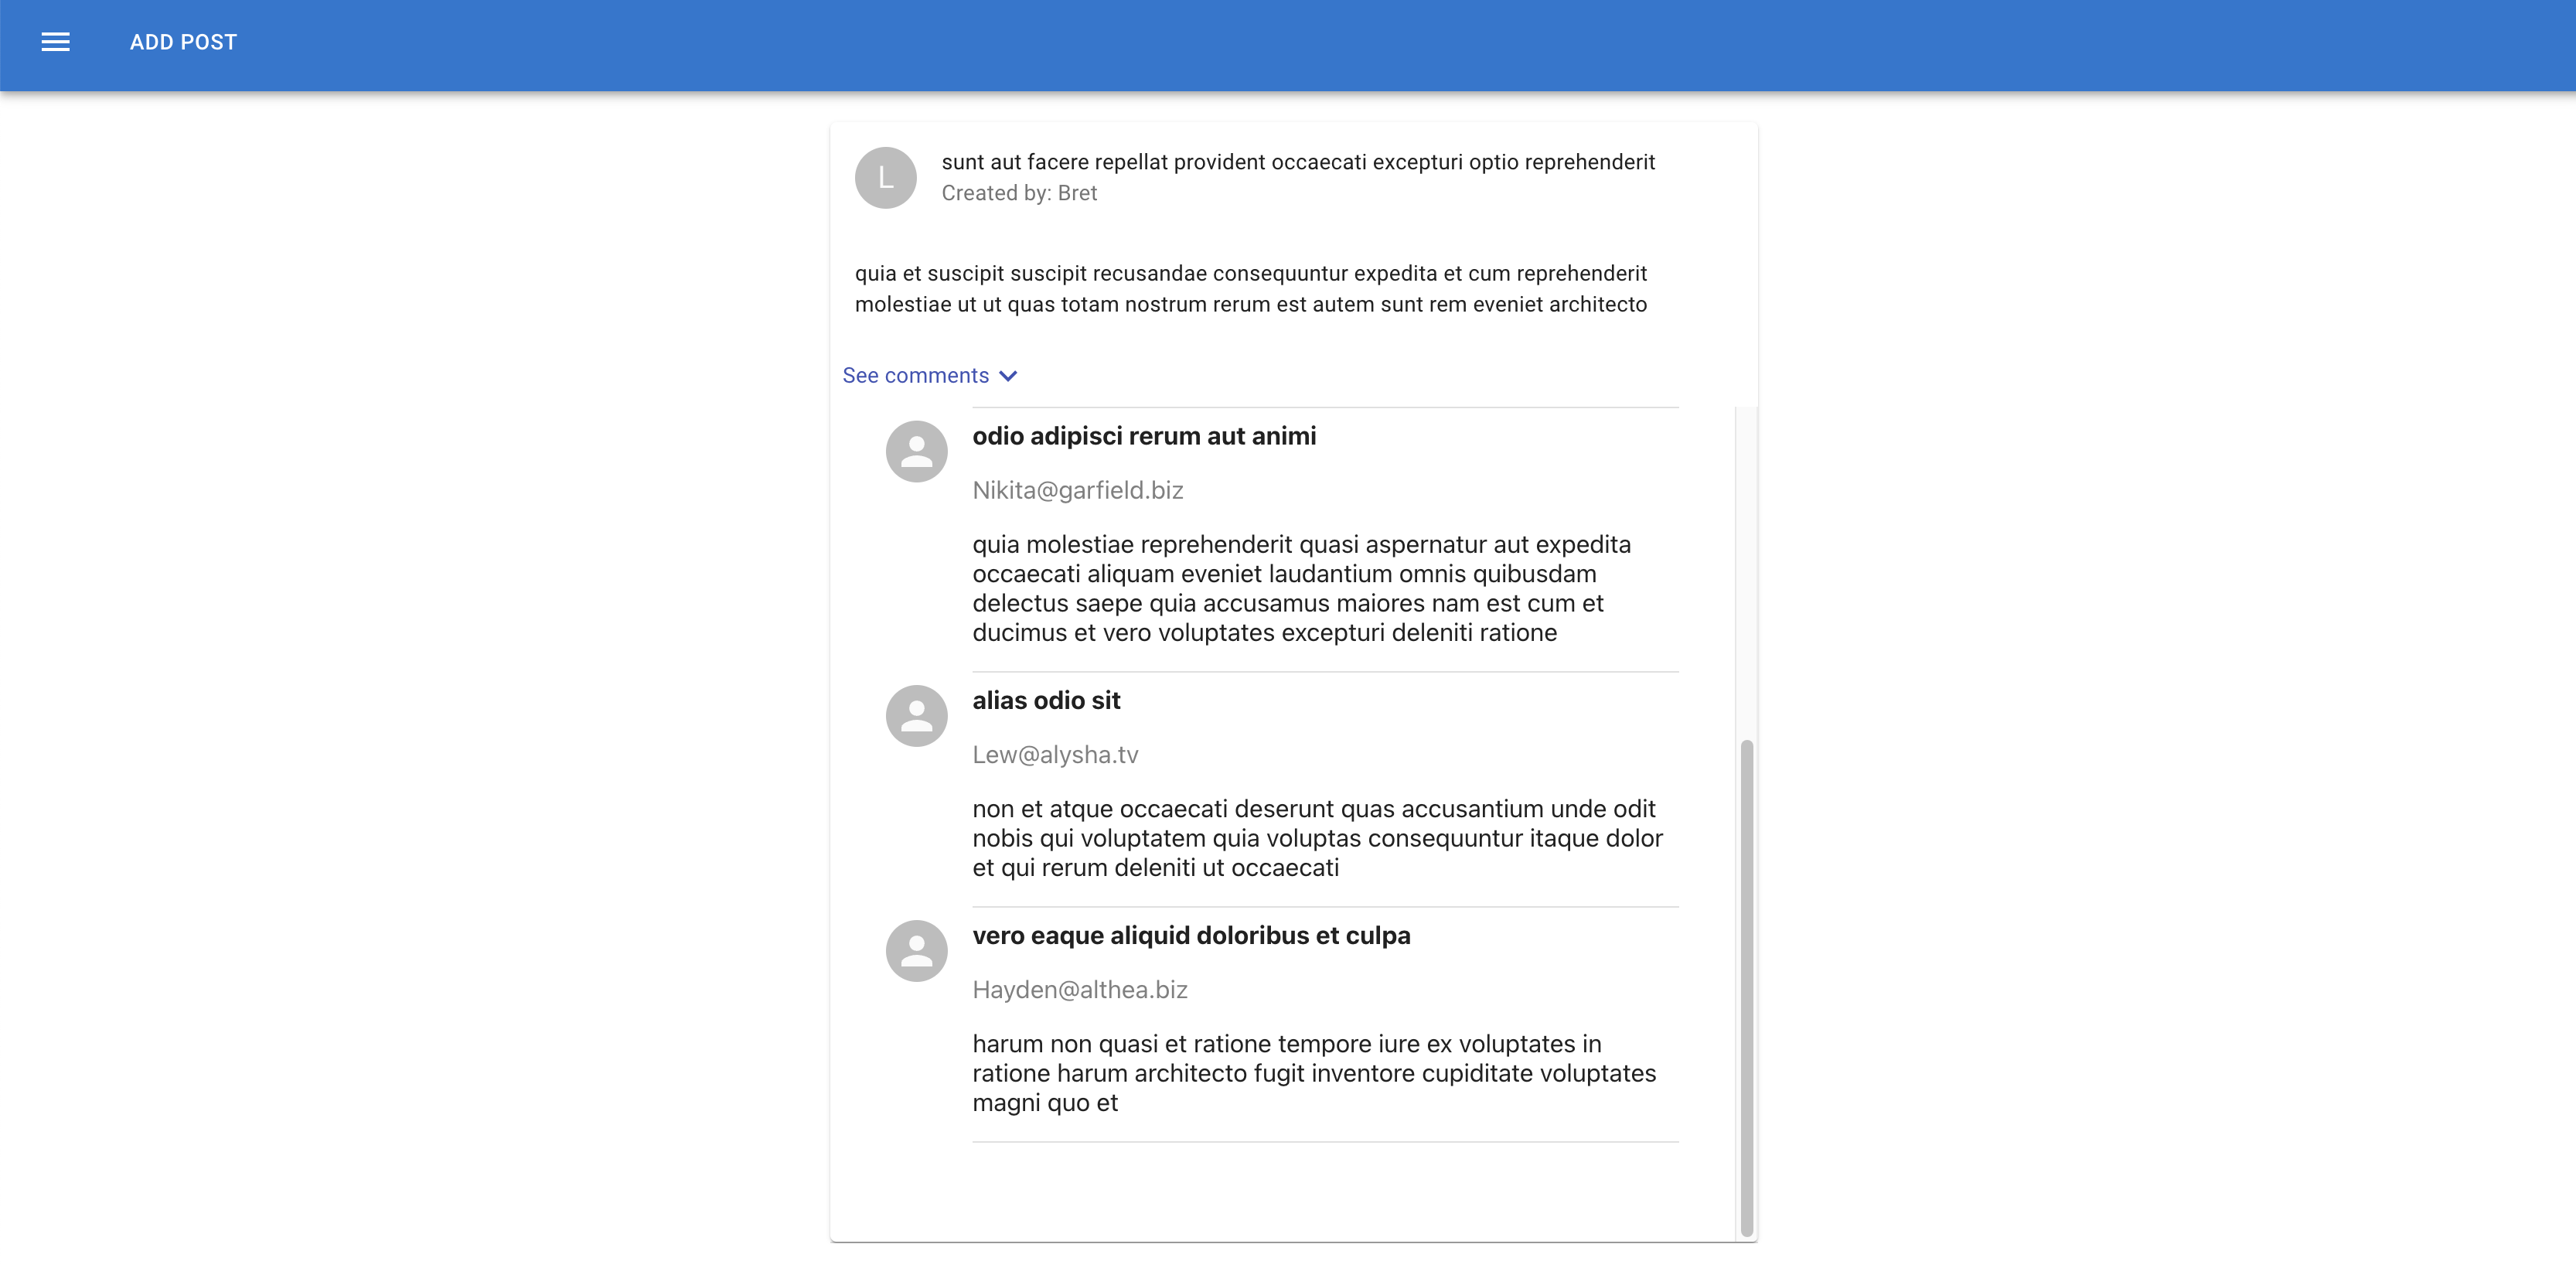 ADD POST
L
sunt aut facere repellat provident occaecati excepturi optio reprehenderit
Created by: Bret
quia et suscipit suscipit recusandae consequuntur expedita et cum reprehenderit
molestiae ut ut quas totam nostrum rerum est autem sunt rem eveniet architecto
See comments
odio adipisci rerum aut animi
Nikita@garfield.biz
quia molestiae reprehenderit quasi aspernatur aut expedita
occaecati aliquam eveniet laudantium omnis quibusdam
delectus saepe quia accusamus maiores nam est cum et
ducimus et vero voluptates excepturi deleniti ratione
alias odio sit
Lew@alysha.tv
non et atque occaecati deserunt quas accusantium unde odit
nobis qui voluptatem quia voluptas consequuntur itaque dolor
et qui rerum deleniti ut occaecati
vero eaque aliquid doloribus et culpa
Hayden@althea.biz
harum non quasi et ratione tempore iure ex voluptates in
ratione harum architecto fugit inventore cupiditate voluptates
magni quo et